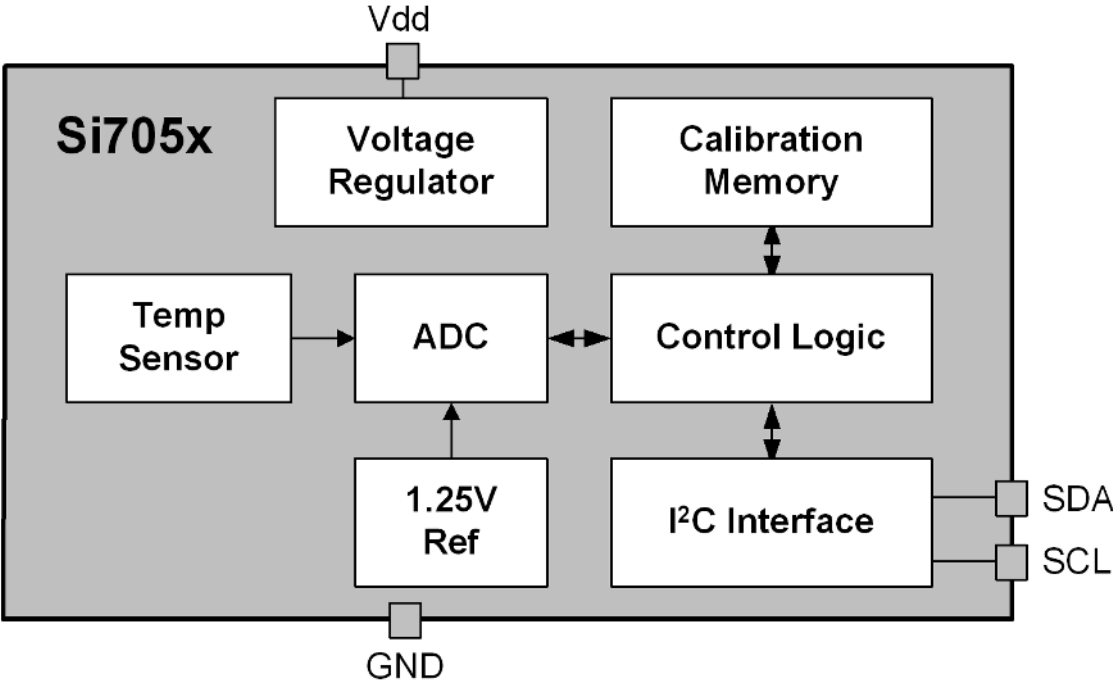 Vdd
Si705x
Voltage
Regulator
Calibration
Memory
Temp
Sensor
ADC
Control Logic
1.25V
Ref
I²C Interface
SDA
SCL
GND